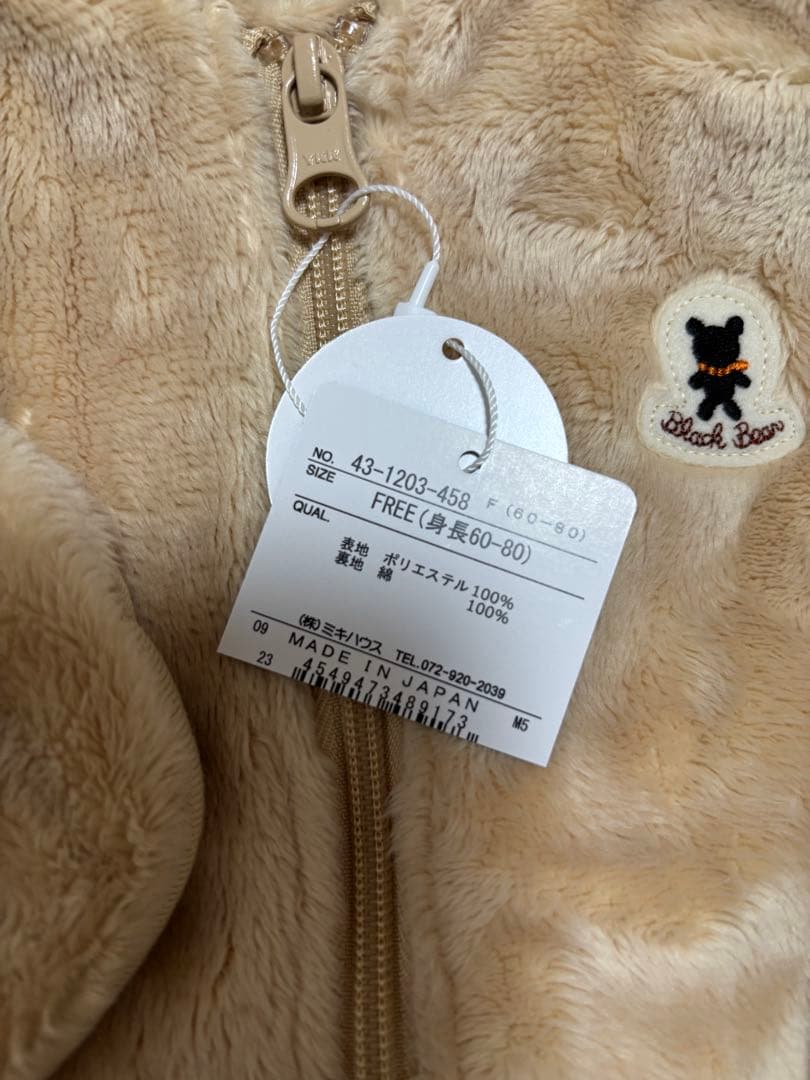 YKK
Black Bear
NO. 43-1203-458 F (60-80)
SIZE FREE(身長60-80)
QUAL.
表地 ポリエステル100%
裏地 綿 100%
(株)ミキハウス TEL.072-920-2039
09 MADE IN JAPAN
23 4549473489173 M5